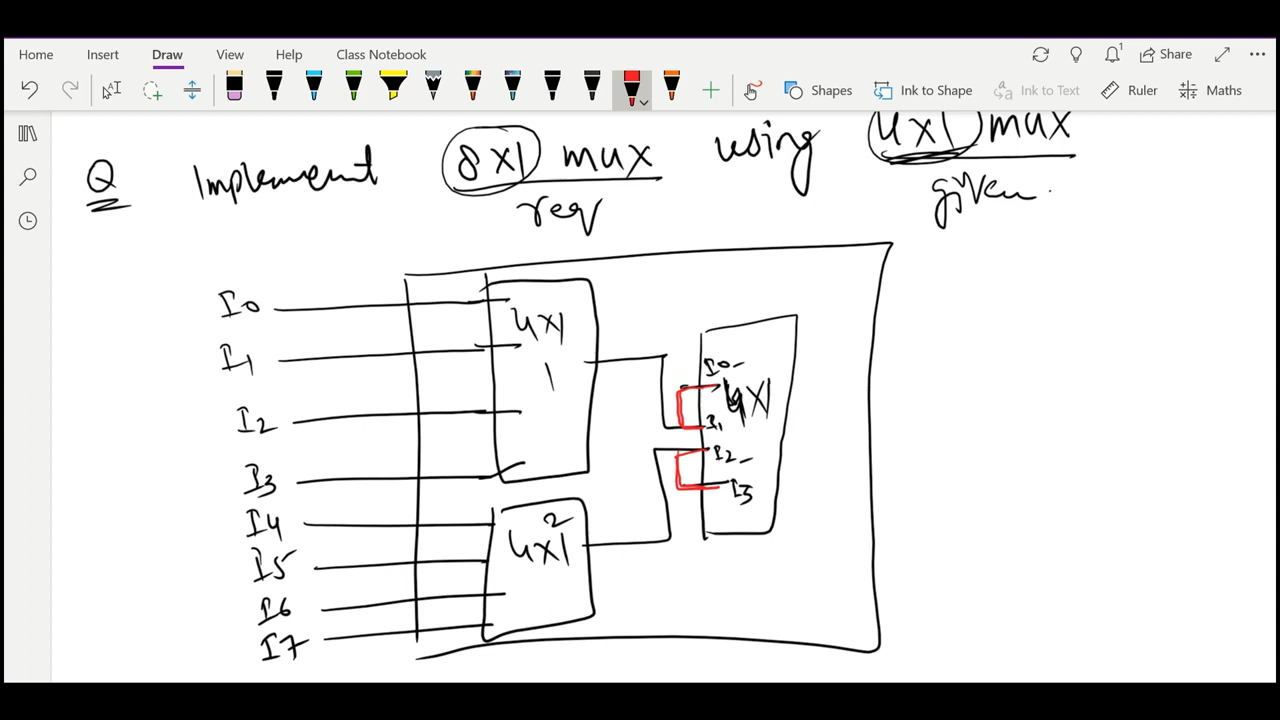 Home Insert Draw View Help Class Notebook
1
Share
Shapes Ink to Shape Ink to Text Ruler Maths
Q Implement 8x1 mux using 4x1 mux
req given.
I0
I1
I2
I3
I4
I5
I6
I7
4x1
1
2
4x1
I0
4x1
I1
I2
I3